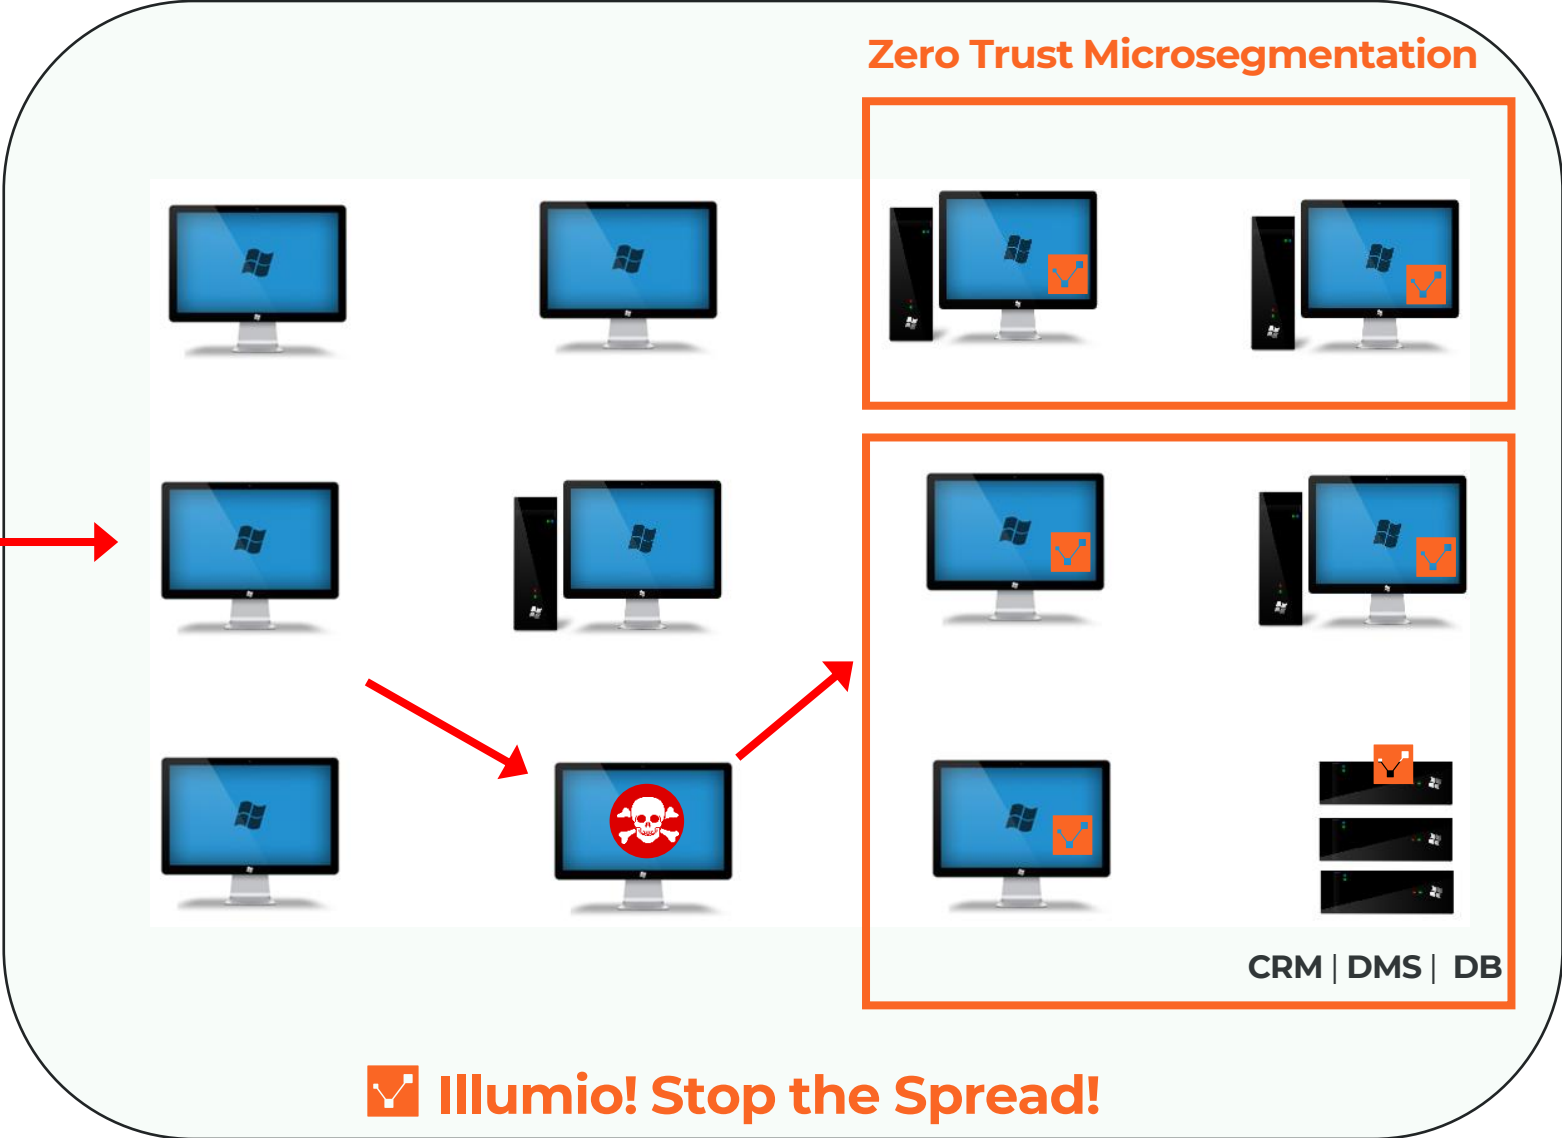 Zero Trust Microsegmentation
CRM | DMS | DB
Illumio! Stop the Spread!